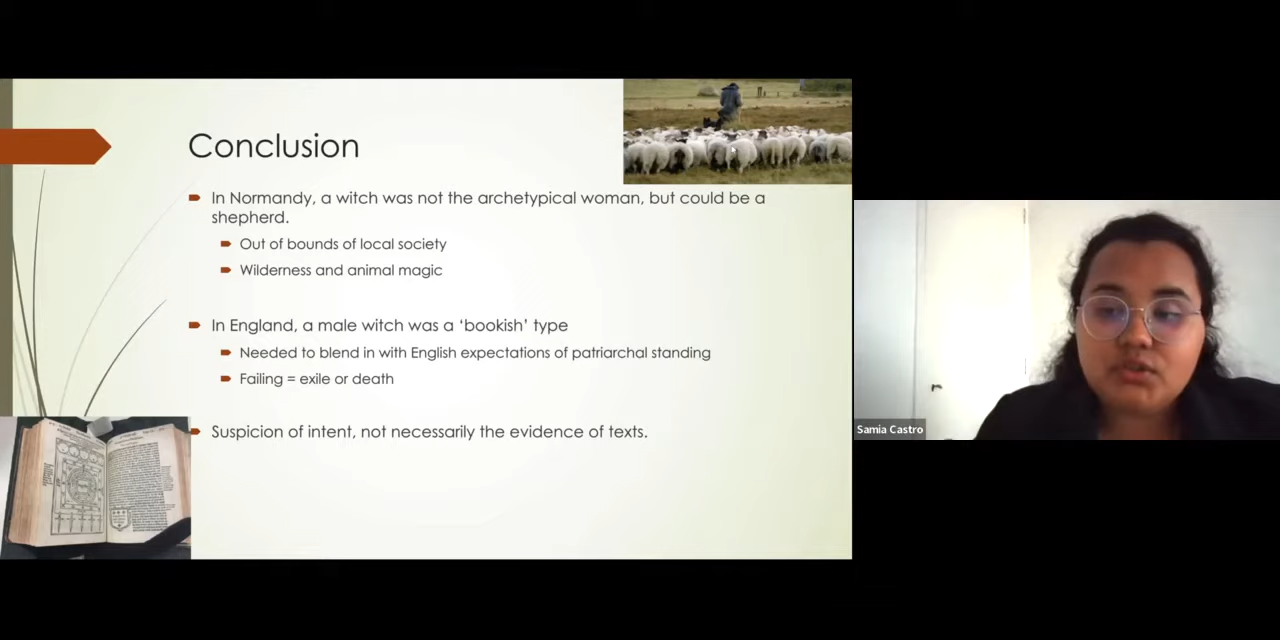 Conclusion
In Normandy, a witch was not the archetypical woman, but could be a
shepherd.
Out of bounds of local society
Wilderness and animal magic
In England, a male witch was a ‘bookish’ type
Needed to blend in with English expectations of patriarchal standing
Failing = exile or death
Suspicion of intent, not necessarily the evidence of texts.
Samia Castro